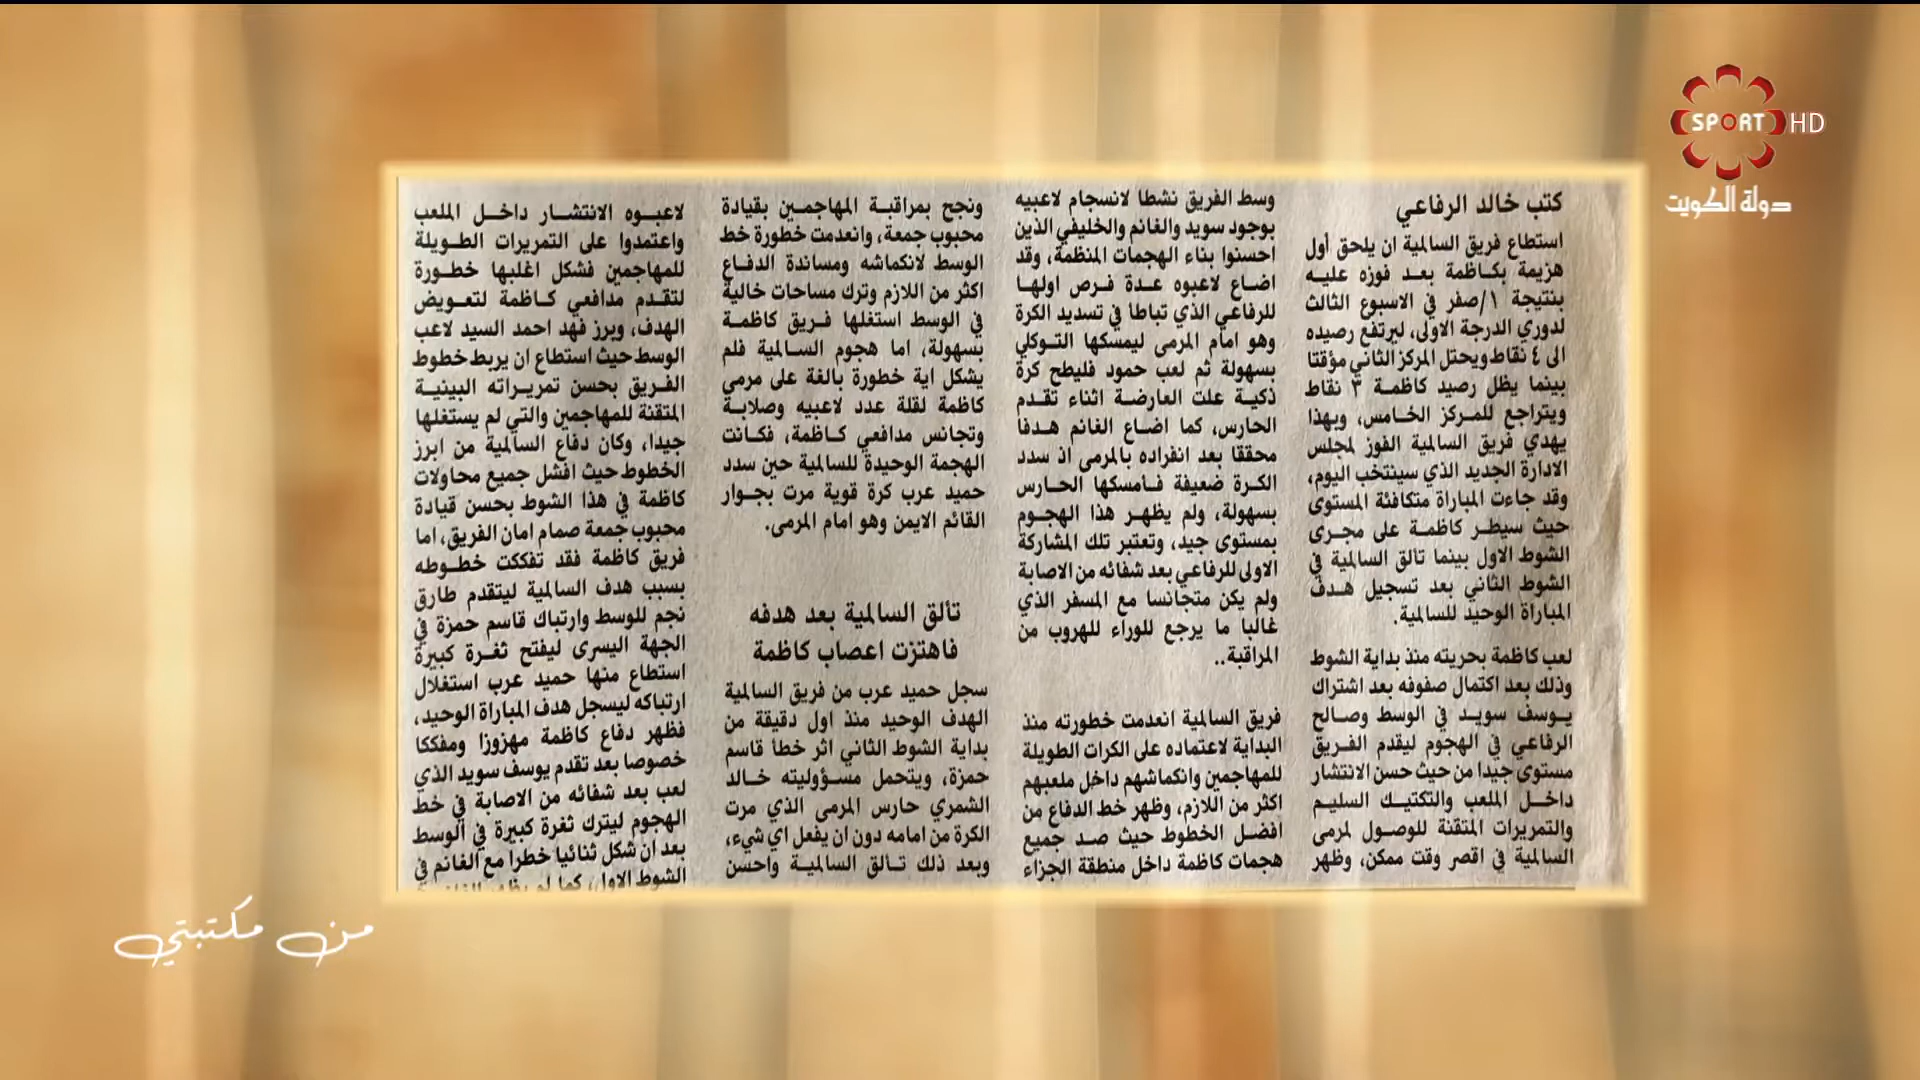 SPORT HD
دولة الكويت
كتب خالد الرفاعي
استطاع فريق السالمية ان يلحق أول
هزيمة بكاظمة بعد فوزه عليه
بنتيجة ١/صفر في الاسبوع الثالث
لدوري الدرجة الاولى، ليرتفع رصيده
الى ٤ نقاط ويحتل المركز الثاني مؤقتا
بينما يظل رصيد كاظمة ٣ نقاط
ويتراجع للمركز الخامس، وبهذا
يهدي فريق السالمية الفوز لمجلس
الادارة الجديد الذي سينتخب اليوم،
وقد جاءت المباراة متكافئة المستوى
حيث سيطر كاظمة على مجرى
الشوط الاول بينما تألق السالمية في
الشوط الثاني بعد تسجيل هدف
المباراة الوحيد للسالمية.
لعب كاظمة بحريته منذ بداية الشوط
وذلك بعد اكتمال صفوفه بعد اشتراك
يوسف سويد في الوسط وصالح
الرفاعي في الهجوم ليقدم الفريق
مستوى جيدا من حيث حسن الانتشار
داخل الملعب والتكتيك السليم
والتمريرات المتقنة للوصول لمرمى
السالمية في اقصر وقت ممكن، وظهر
وسط الفريق نشطا لانسجام لاعبيه
بوجود سويد والغانم والخليفي الذين
احسنوا بناء الهجمات المنظمة، وقد
اضاع لاعبوه عدة فرص اولها
للرفاعي الذي تباطا في تسديد الكرة
وهو امام المرمى ليمسكها التوكلي
بسهولة ثم لعب حمود فليطح كرة
ذكية علت العارضة اثناء تقدم
الحارس، كما اضاع الغانم هدفا
محققا بعد انفراده بالمرمى اذ سدد
الكرة ضعيفة فأمسكها الحارس
بسهولة، ولم يظهر هذا الهجوم
بمستوى جيد، وتعتبر تلك المشاركة
الاولى للرفاعي بعد شفائه من الاصابة
ولم يكن متجانسا مع المسفر الذي
غالبا ما يرجع للوراء للهروب من
المراقبة..
فريق السالمية انعدمت خطورته منذ
البداية لاعتماده على الكرات الطويلة
للمهاجمين وانكماشهم داخل ملعبهم
اكثر من اللازم، وظهر خط الدفاع من
افضل الخطوط حيث صد جميع
هجمات كاظمة داخل منطقة الجزاء
ونجح بمراقبة المهاجمين بقيادة
محبوب جمعة، وانعدمت خطورة خط
الوسط لانكماشه ومساندة الدفاع
اكثر من اللازم وترك مساحات خالية
في الوسط استغلها فريق كاظمة
بسهولة، اما هجوم السالمية فلم
يشكل اية خطورة بالغة على مرمى
كاظمة لقلة عدد لاعبيه وصلابة
وتجانس مدافعي كاظمة، فكانت
الهجمة الوحيدة للسالمية حين سدد
حميد عرب كرة قوية مرت بجوار
القائم الايمن وهو امام المرمى.
تألق السالمية بعد هدفه
فاهتزت اعصاب كاظمة
سجل حميد عرب من فريق السالمية
الهدف الوحيد منذ اول دقيقة من
بداية الشوط الثاني اثر خطأ قاسم
حمزة، ويتحمل مسؤوليته خالد
الشمري حارس المرمى الذي مرت
الكرة من امامه دون ان يفعل اي شيء،
وبعد ذلك تألق السالمية واحسن
لاعبوه الانتشار داخل الملعب
واعتمدوا على التمريرات الطويلة
للمهاجمين فشكل اغلبها خطورة
لتقدم مدافعي كاظمة لتعويض
الهدف، وبرز فهد احمد السيد لاعب
الوسط حيث استطاع ان يربط خطوط
الفريق بحسن تمريراته البينية
المتقنة للمهاجمين والتي لم يستغلها
جيدا، وكان دفاع السالمية من ابرز
الخطوط حيث افشل جميع محاولات
كاظمة في هذا الشوط بحسن قيادة
محبوب جمعة صمام امان الفريق، اما
فريق كاظمة فقد تفككت خطوطه
بسبب هدف السالمية ليتقدم طارق
نجم للوسط وارتباك قاسم حمزة في
الجهة اليسرى ليفتح ثغرة كبيرة
استطاع منها حميد عرب استغلال
ارتباكه ليسجل هدف المباراة الوحيد،
فظهر دفاع كاظمة مهزوزا ومفككا
خصوصا بعد تقدم يوسف سويد الذي
لعب بعد شفائه من الاصابة في خط
الهجوم ليترك ثغرة كبيرة في الوسط
بعد ان شكل ثنائيا خطرا مع الغانم في
الشوط الاول، كما لم يظهر
من مكتبتي